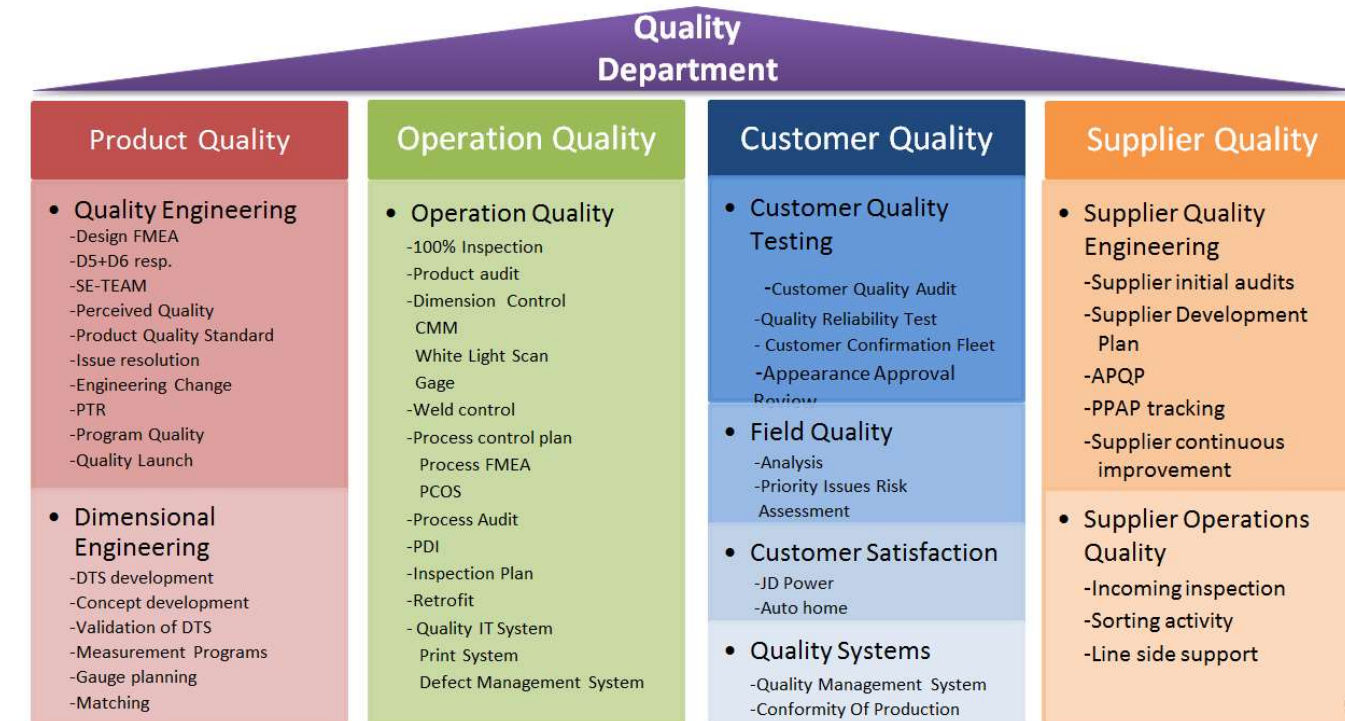 Quality
Department
Product Quality
• Quality Engineering
-Design FMEA
-D5+D6 resp.
-SE-TEAM
-Perceived Quality
-Product Quality Standard
-Issue resolution
-Engineering Change
-PTR
-Program Quality
-Quality Launch
• Dimensional
Engineering
-DTS development
-Concept development
-Validation of DTS
-Measurement Programs
-Gauge planning
-Matching
Operation Quality
• Operation Quality
-100% Inspection
-Product audit
-Dimension Control
CMM
White Light Scan
Gage
-Weld control
-Process control plan
Process FMEA
PCOS
-Process Audit
-PDI
-Inspection Plan
-Retrofit
- Quality IT System
Print System
Defect Management System
Customer Quality
• Customer Quality
Testing
-Customer Quality Audit
-Quality Reliability Test
- Customer Confirmation Fleet
-Appearance Approval
Review
• Field Quality
-Analysis
-Priority Issues Risk
Assessment
• Customer Satisfaction
-JD Power
-Auto home
• Quality Systems
-Quality Management System
-Conformity Of Production
Supplier Quality
• Supplier Quality
Engineering
-Supplier initial audits
-Supplier Development
Plan
-APQP
-PPAP tracking
-Supplier continuous
improvement
• Supplier Operations
Quality
-Incoming inspection
-Sorting activity
-Line side support